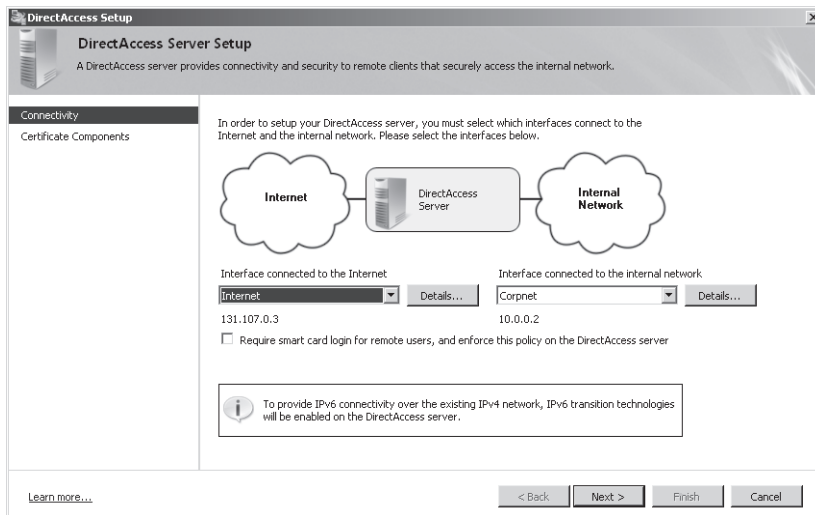 DirectAccess Setup
DirectAccess Server Setup
A DirectAccess server provides connectivity and security to remote clients that securely access the internal network.
Connectivity
Certificate Components
In order to setup your DirectAccess server, you must select which interfaces connect to the
Internet and the internal network. Please select the interfaces below.
Internet
DirectAccess
Server
Internal
Network
Interface connected to the Internet
Internet
Details...
131.107.0.3
Interface connected to the internal network
Corpnet
Details...
10.0.0.2
Require smart card login for remote users, and enforce this policy on the DirectAccess server
To provide IPv6 connectivity over the existing IPv4 network, IPv6 transition technologies
will be enabled on the DirectAccess server.
Learn more...
< Back
Next >
Finish
Cancel